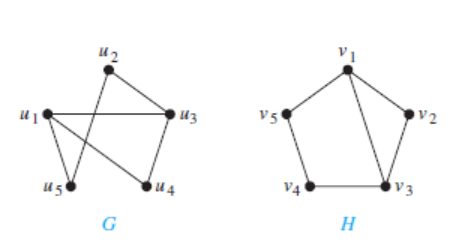 u₂ v₁
u₁ u₃ v₅ v₂
u₅ u₄ v₄ v₃
G H